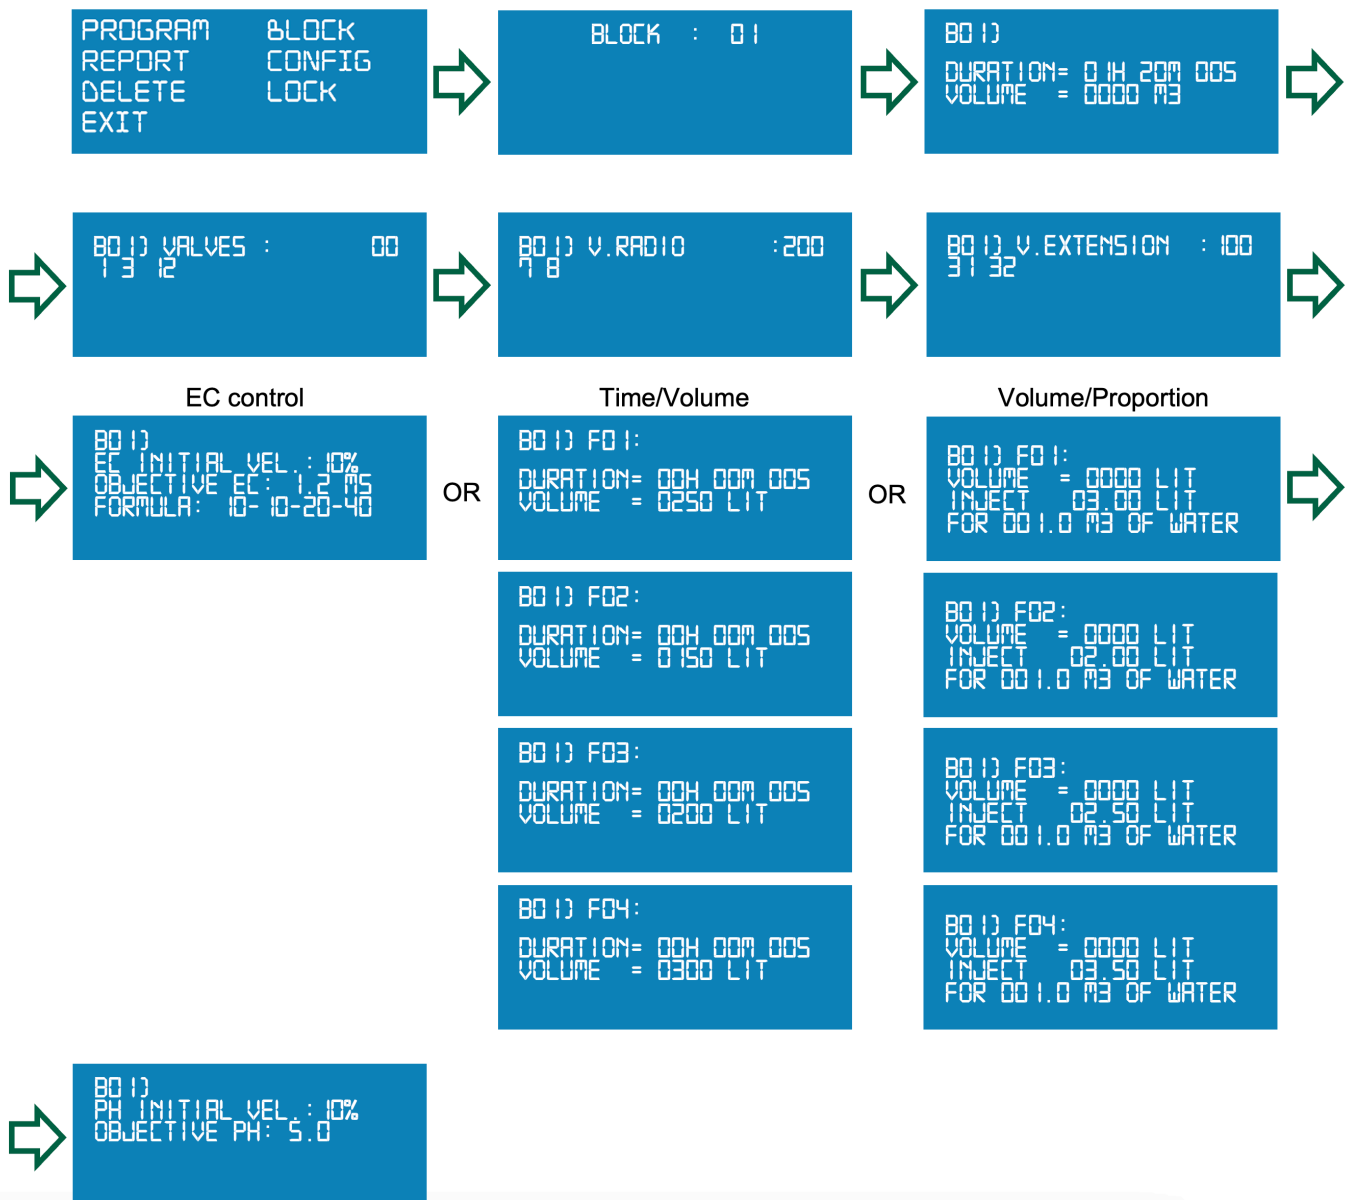 PROGRAM BLOCK
REPORT CONFIG
DELETE LOCK
EXIT
BLOCK : 01
B01)
DURATION= 01H 20M 00S
VOLUME = 0000 M3
B01) VALVES : 00
1 3 12
B01) V.RADIO :200
7 8
B01) V.EXTENSION :100
31 32
EC control
B01)
EC INITIAL VEL.:10%
OBJECTIVE EC: 1.2 MS
FORMULA: 10-10-20-40
OR
Time/Volume
B01) F01:
DURATION= 00H 00M 00S
VOLUME = 0250 LIT
B01) F02:
DURATION= 00H 00M 00S
VOLUME = 0150 LIT
B01) F03:
DURATION= 00H 00M 00S
VOLUME = 0200 LIT
B01) F04:
DURATION= 00H 00M 00S
VOLUME = 0300 LIT
OR
Volume/Proportion
B01) F01:
VOLUME = 0000 LIT
INJECT 03.00 LIT
FOR 001.0 M3 OF WATER
B01) F02:
VOLUME = 0000 LIT
INJECT 02.00 LIT
FOR 001.0 M3 OF WATER
B01) F03:
VOLUME = 0000 LIT
INJECT 02.50 LIT
FOR 001.0 M3 OF WATER
B01) F04:
VOLUME = 0000 LIT
INJECT 03.50 LIT
FOR 001.0 M3 OF WATER
B01)
PH INITIAL VEL.:10%
OBJECTIVE PH: 5.0